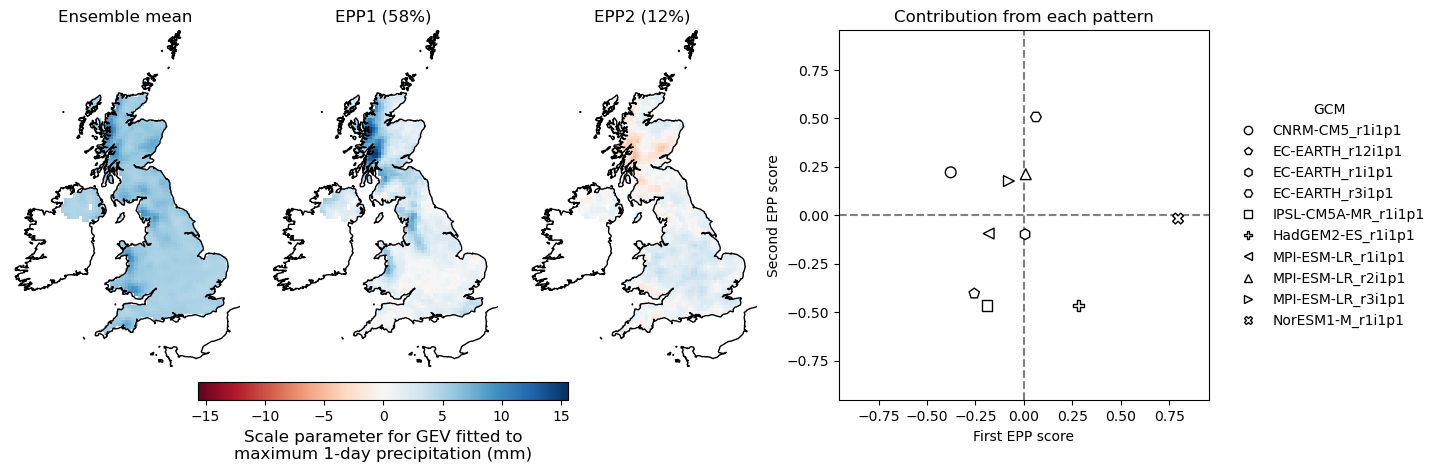 Ensemble mean
EPP1 (58%)
EPP2 (12%)
−15 −10 −5 0 5 10 15
Scale parameter for GEV fitted to
maximum 1-day precipitation (mm)
Contribution from each pattern
Second EPP score
0.75
0.50
0.25
0.00
−0.25
−0.50
−0.75
−0.75 −0.50 −0.25 0.00 0.25 0.50 0.75
First EPP score
GCM
CNRM-CM5_r1i1p1
EC-EARTH_r12i1p1
EC-EARTH_r1i1p1
EC-EARTH_r3i1p1
IPSL-CM5A-MR_r1i1p1
HadGEM2-ES_r1i1p1
MPI-ESM-LR_r1i1p1
MPI-ESM-LR_r2i1p1
MPI-ESM-LR_r3i1p1
NorESM1-M_r1i1p1